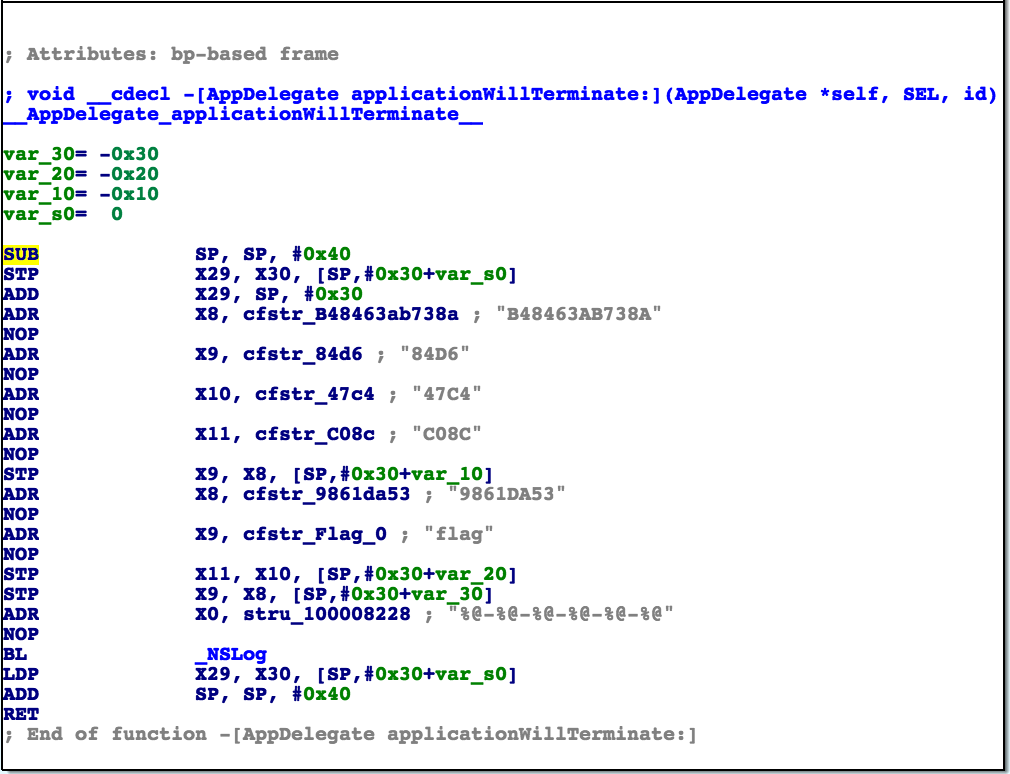 ; Attributes: bp-based frame
; void __cdecl -[AppDelegate applicationWillTerminate:](AppDelegate *self, SEL, id)
__AppDelegate_applicationWillTerminate__
var_30= -0x30
var_20= -0x20
var_10= -0x10
var_s0=  0
SUB SP, SP, #0x40
STP X29, X30, [SP,#0x30+var_s0]
ADD X29, SP, #0x30
ADR X8, cfstr_B48463ab738a ; "B48463AB738A"
NOP
ADR X9, cfstr_84d6 ; "84D6"
NOP
ADR X10, cfstr_47c4 ; "47C4"
NOP
ADR X11, cfstr_C08c ; "C08C"
NOP
STP X9, X8, [SP,#0x30+var_10]
ADR X8, cfstr_9861da53 ; "9861DA53"
NOP
ADR X9, cfstr_Flag_0 ; "flag"
NOP
STP X11, X10, [SP,#0x30+var_20]
STP X9, X8, [SP,#0x30+var_30]
ADR X0, stru_100008228 ; "%@-%@-%@-%@-%@-%@"
NOP
BL _NSLog
LDP X29, X30, [SP,#0x30+var_s0]
ADD SP, SP, #0x40
RET
; End of function -[AppDelegate applicationWillTerminate:]